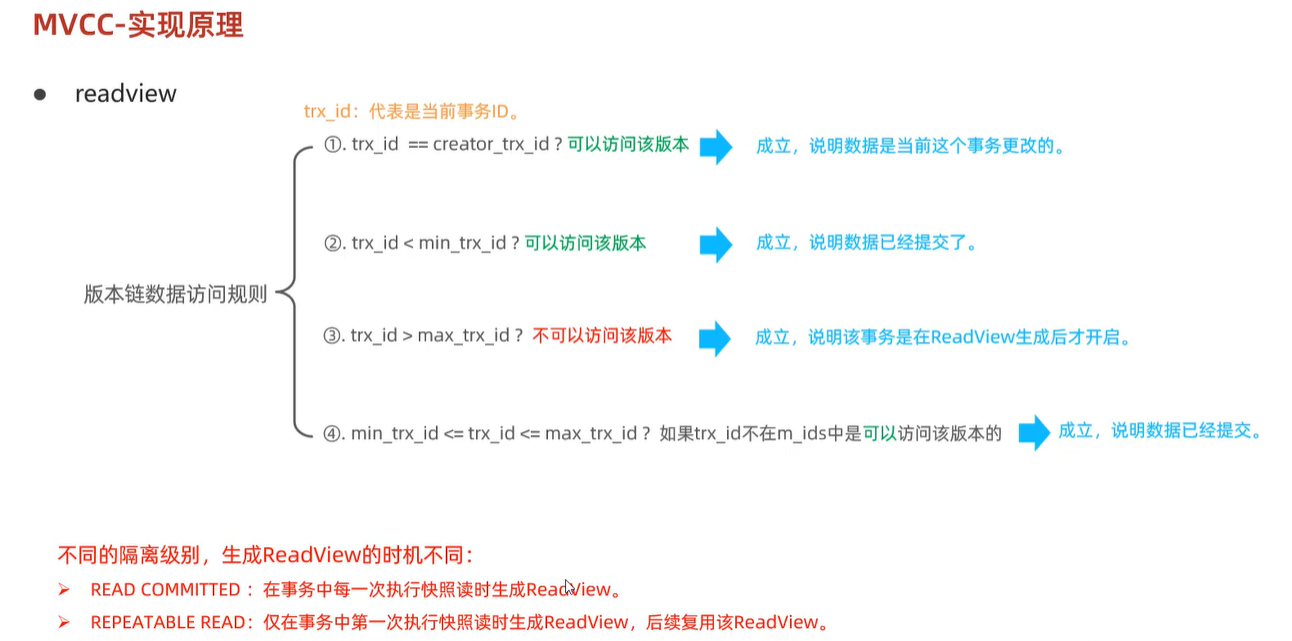 MVCC-实现原理
● readview
trx_id：代表是当前事务ID。
①. trx_id == creator_trx_id ? 可以访问该版本
成立，说明数据是当前这个事务更改的。
②. trx_id < min_trx_id ? 可以访问该版本
成立，说明数据已经提交了。
版本链数据访问规则
③. trx_id > max_trx_id ? 不可以访问该版本
成立，说明该事务是在ReadView生成后才开启。
④. min_trx_id <= trx_id <= max_trx_id ? 如果trx_id不在m_ids中是可以访问该版本的
成立，说明数据已经提交。
不同的隔离级别，生成ReadView的时机不同：
➢ READ COMMITTED ：在事务中每一次执行快照读时生成ReadView。
➢ REPEATABLE READ：仅在事务中第一次执行快照读时生成ReadView，后续复用该ReadView。